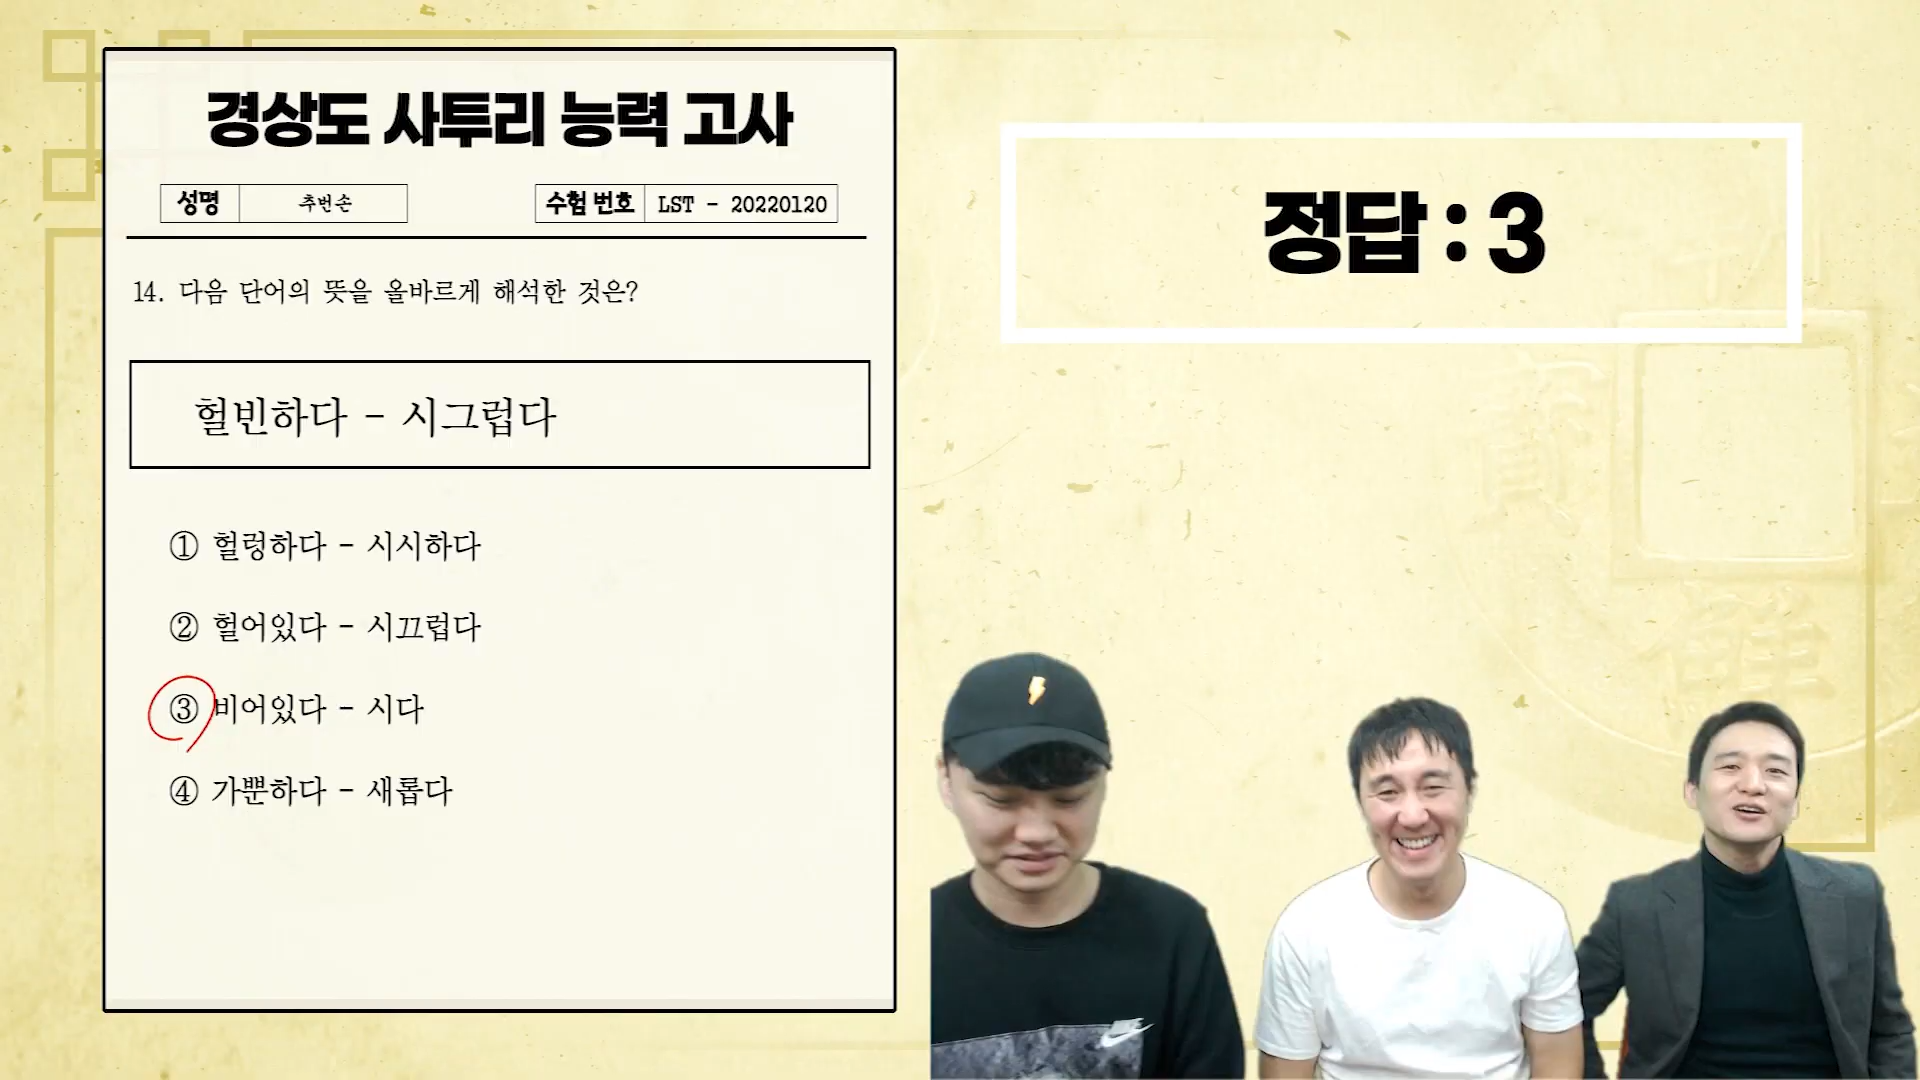 경상도 사투리 능력 고사
성명 추번손 수험 번호 LST - 20220120
14. 다음 단어의 뜻을 올바르게 해석한 것은?
헐빈하다 - 시그럽다
① 헐렁하다 - 시시하다
② 헐어있다 - 시끄럽다
③ 비어있다 - 시다
④ 가뿐하다 - 새롭다
정답 : 3